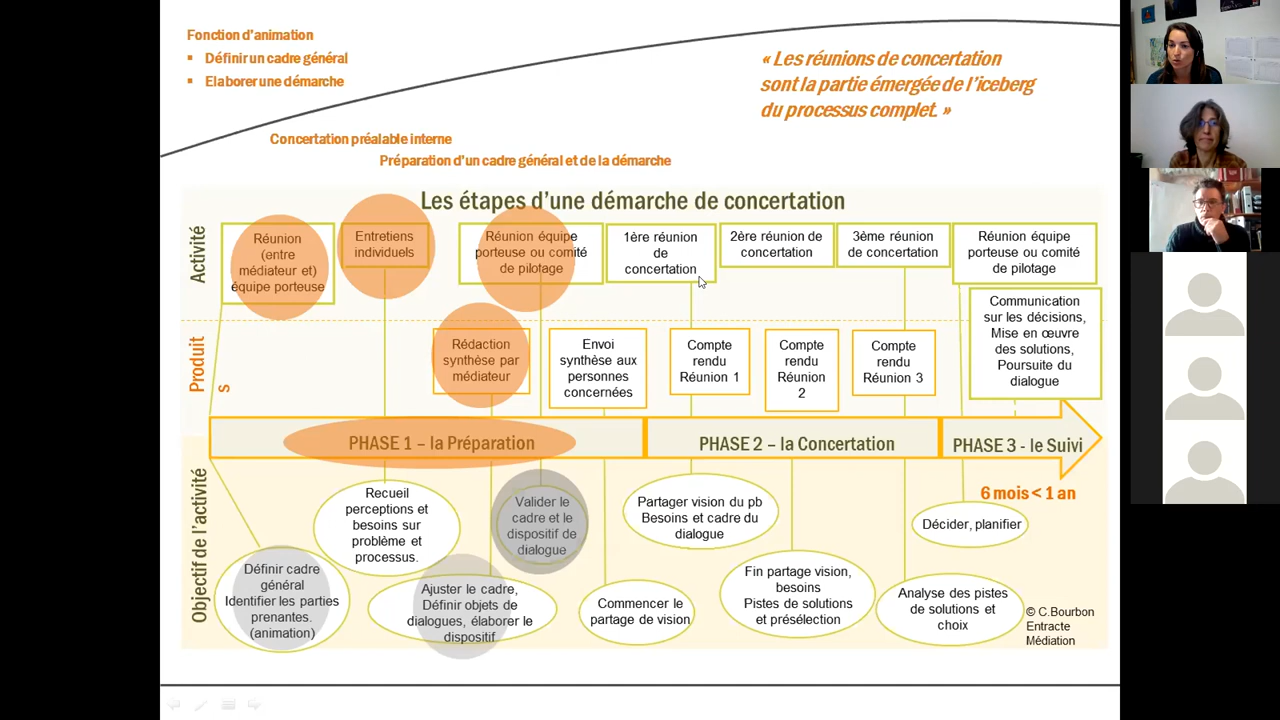 Fonction d'animation
▪ Définir un cadre général
▪ Elaborer une démarche
« Les réunions de concertation
sont la partie émergée de l'iceberg
du processus complet. »
Concertation préalable interne
Préparation d'un cadre général et de la démarche
Les étapes d'une démarche de concertation
Activité
Réunion
(entre
médiateur et)
équipe porteuse
Entretiens
individuels
Réunion équipe
porteuse ou comité
de pilotage
1ère réunion
de
concertation
2ère réunion de
concertation
3ème réunion
de concertation
Réunion équipe
porteuse ou comité
de pilotage
Produit
s
Rédaction
synthèse par
médiateur
Envoi
synthèse aux
personnes
concernées
Compte
rendu
Réunion 1
Compte
rendu
Réunion
2
Compte
rendu
Réunion 3
Communication
sur les décisions,
Mise en œuvre
des solutions,
Poursuite du
dialogue
PHASE 1 – la Préparation
PHASE 2 – la Concertation
PHASE 3 - le Suivi
6 mois < 1 an
Objectif de l'activité
Définir cadre
général
Identifier les parties
prenantes.
(animation)
Recueil
perceptions et
besoins sur
problème et
processus.
Ajuster le cadre,
Définir objets de
dialogues, élaborer le
dispositif
Valider le
cadre et le
dispositif de
dialogue
Commencer le
partage de vision
Partager vision du pb
Besoins et cadre du
dialogue
Fin partage vision,
besoins
Pistes de solutions
et présélection
Analyse des pistes
de solutions et
choix
Décider, planifier
© C.Bourbon
Entracte
Médiation